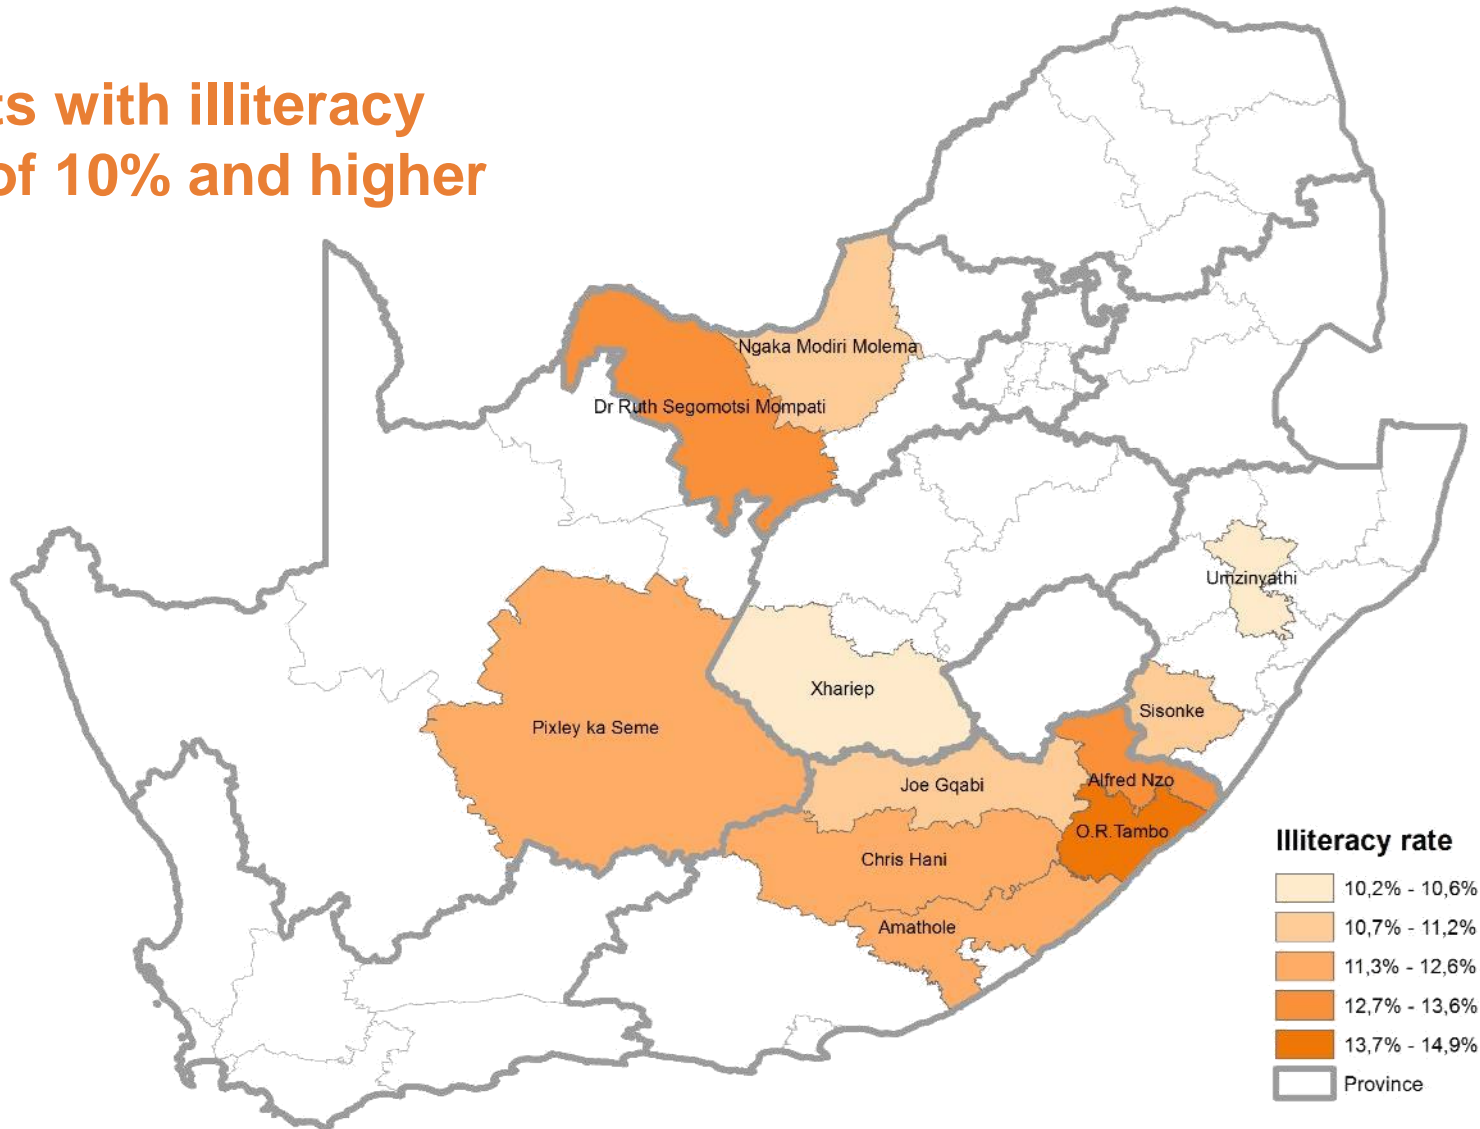 ts with illiteracy
of 10% and higher
Ngaka Modiri Molema
Dr Ruth Segomotsi Mompati
Umzinyathi
Xhariep
Sisonke
Pixley ka Seme
Joe Gqabi
Alfred Nzo
O.R.Tambo
Chris Hani
Amathole
Illiteracy rate
10,2% - 10,6%
10,7% - 11,2%
11,3% - 12,6%
12,7% - 13,6%
13,7% - 14,9%
Province